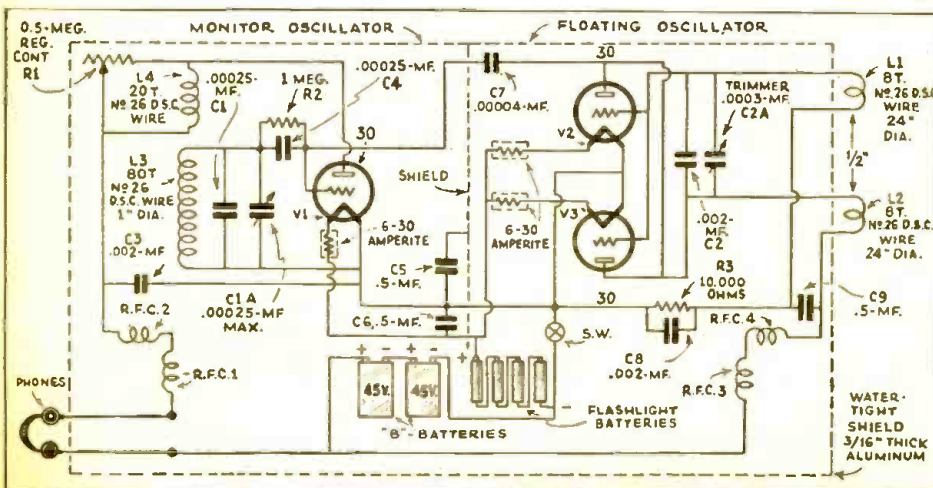 MONITOR OSCILLATOR
FLOATING OSCILLATOR
0.5-MEG.
REG.
CONT
R1
L4
20 T.
No. 26 D.S.C.
WIRE
.00025-
MF.
C1
1 MEG.
R2
.00025-MF.
C4
30
C7
.00004-MF.
30
V2
TRIMMER
.0003-MF.
C2A
L1
8T.
No. 26 D.S.C.
WIRE
24"
DIA.
1/2"
L3
80T
No 26
D.S.C. WIRE
1" DIA.
C3
.002-MF
V1
SHIELD
6-30
AMPERITE
V3
6-30
AMPERITE
.002-
MF.
C2
L2
8T.
No. 26 D.S.C.
WIRE
24" DIA.
C1A
.00025-MF
MAX.
C5
.5-MF.
C6, .5-MF.
30
R3
10,000
OHMS
C9
.5-MF.
R.F.C.2
R.F.C.1
S.W.
C8
.002-MF.
R.F.C.4
R.F.C.3
PHONES
+ - + -
45V. 45V.
"B"-BATTERIES
+
-
FLASHLIGHT
BATTERIES
WATER-
TIGHT
SHIELD
3/16" THICK
ALUMINUM